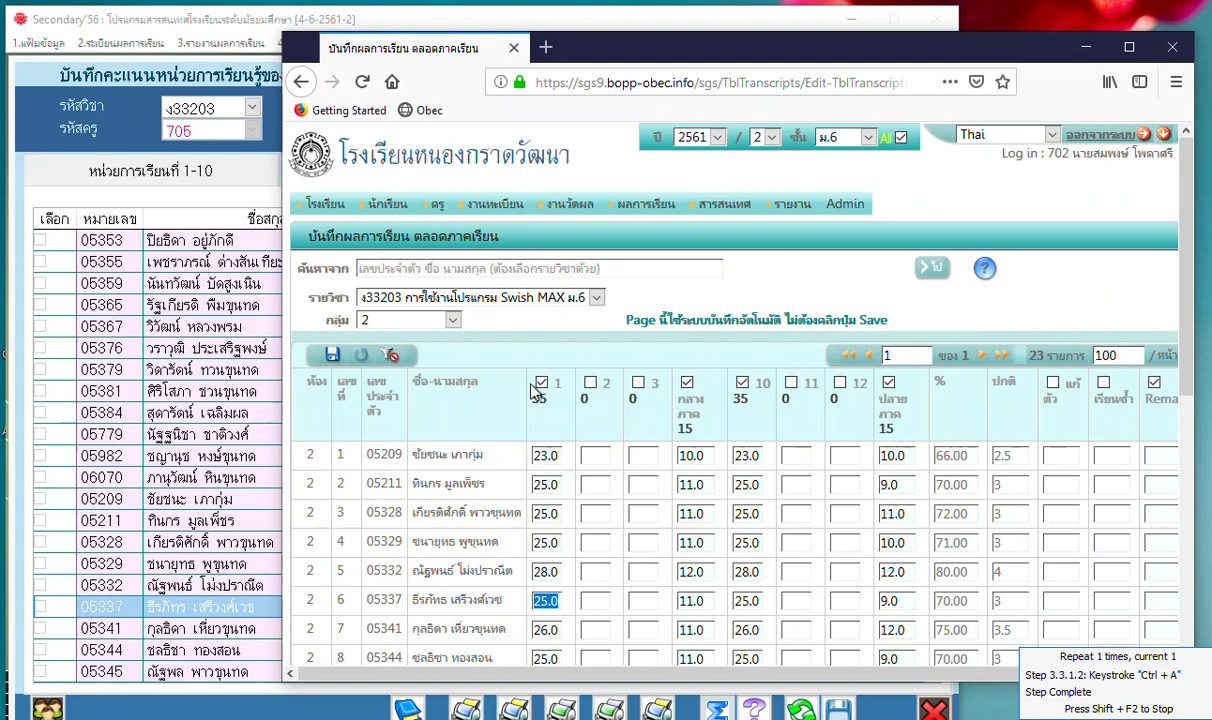 Secondary'56 : โปรแกรมสารสนเทศโรงเรียนระดับมัธยมศึกษา [4-6-2561-2]
1.แฟ้มข้อมูล 2.ระเบียนผลการเรียน 3.รายงานผลการเรียน 4
บันทึกคะแนนหน่วยการเรียนรู้ขอ
รหัสวิชา ง33203
รหัสครู 705
หน่วยการเรียนที่ 1-10
เลือก หมายเลข ชื่อสกุ
05353 ปิยธิดา อยู่ภักดี
05355 เพชราภรณ์ ด่างสันเทียะ
05359 นันทวัฒน์ บัดสูงเนิน
05365 รัฐเกียรติ พิมขุนทด
05367 วิวัฒน์ หลวงพรม
05376 วราวุฒิ ประเสริฐพงษ์
05379 วิดารัตน์ ทวนขุนทด
05381 ศิริโสภา ชวนขุนทด
05384 สุดารัตน์ เฉลิมผล
05779 นัฐฐนิชา ชาติวงศ์
05982 ชญานุช หงษ์ขุนทด
06070 ภานุวัฒน์ หินขุนทด
05209 ชัยชนะ เภากุ่ม
05211 ทินกร มูลเพ็ชร
05328 เกียรติศักดิ์ พาวขุนทด
05329 ชนายุทธ พูขุนทด
05332 ณัฐพนธ์ โม่งปราณีต
05337 ธีรภัทร เสรีวงศ์เวช
05341 กุลธิดา เหี่ยวขุนทด
05344 ชลธิชา ทองสอน
05345 ณัฐพล พาวขุนทด
บันทึกผลการเรียน ตลอดภาคเรียน
https://sgs9.bopp-obec.info/sgs/TblTranscripts/Edit-TblTranscripts
Getting Started Obec
โรงเรียนหนองกราดวัฒนา
ปี 2561 / 2 ชั้น ม.6 All
Thai ออกจากระบบ
Log in : 702 นายสมพงษ์ โพดาศรี
โรงเรียน นักเรียน ครู งานทะเบียน งานวัดผล ผลการเรียน สารสนเทศ รายงาน Admin
บันทึกผลการเรียน ตลอดภาคเรียน
ค้นหาจาก เลขประจำตัว ชื่อ นามสกุล (ต้องเลือกรายวิชาด้วย) ไป ?
รายวิชา ง33203 การใช้งานโปรแกรม Swish MAX ม.6
กลุ่ม 2 Page นี้ใช้ระบบบันทึกอัตโนมัติ ไม่ต้องคลิกปุ่ม Save
1 ของ 1 23 รายการ 100 /หน้า
ห้อง เลขที่ เลขประจำตัว ชื่อ-นามสกุล 1 35 2 0 3 0 กลางภาค 15 10 35 11 0 12 0 ปลายภาค 15 % ปกติ แก้ตัว เรียนซ้ำ Rema
2 1 05209 ชัยชนะ เภากุ่ม 23.0 10.0 23.0 10.0 66.00 2.5
2 2 05211 ทินกร มูลเพ็ชร 25.0 11.0 25.0 9.0 70.00 3
2 3 05328 เกียรติศักดิ์ พาวขุนทด 25.0 11.0 25.0 11.0 72.00 3
2 4 05329 ชนายุทธ พูขุนทด 25.0 11.0 25.0 10.0 71.00 3
2 5 05332 ณัฐพนธ์ โม่งปราณีต 28.0 12.0 28.0 12.0 80.00 4
2 6 05337 ธีรภัทร เสรีวงศ์เวช 25.0 11.0 25.0 9.0 70.00 3
2 7 05341 กุลธิดา เหี่ยวขุนทด 26.0 11.0 26.0 12.0 75.00 3.5
2 8 05344 ชลธิชา ทองสอน 25.0 11.0 25.0 9.0 70.00 3
Repeat 1 times, current 1
Step 3.3.1.2: Keystroke "Ctrl + A"
Step Complete
Press Shift + F2 to Stop